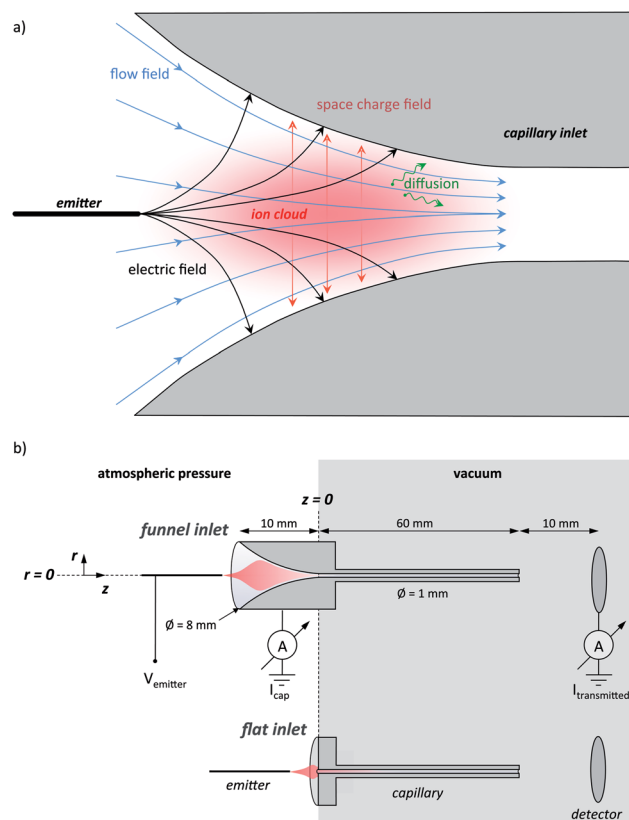 a)
flow field
space charge field
capillary inlet
diffusion
emitter
ion cloud
electric field
b)
atmospheric pressure
vacuum
z = 0
funnel inlet
10 mm
60 mm
10 mm
r
r = 0
z
Ø = 8 mm
Ø = 1 mm
A
A
V_emitter
I_cap
I_transmitted
flat inlet
emitter
capillary
detector